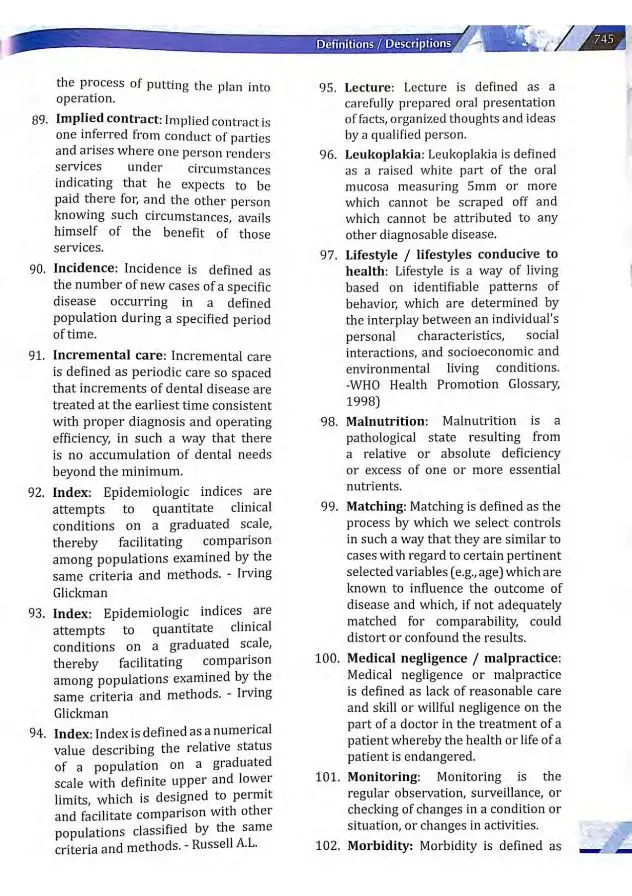 Definitions / Descriptions 745
the process of putting the plan into
operation.
89. Implied contract: Implied contract is
one inferred from conduct of parties
and arises where one person renders
services under circumstances
indicating that he expects to be
paid there for, and the other person
knowing such circumstances, avails
himself of the benefit of those
services.
90. Incidence: Incidence is defined as
the number of new cases of a specific
disease occurring in a defined
population during a specified period
of time.
91. Incremental care: Incremental care
is defined as periodic care so spaced
that increments of dental disease are
treated at the earliest time consistent
with proper diagnosis and operating
efficiency, in such a way that there
is no accumulation of dental needs
beyond the minimum.
92. Index: Epidemiologic indices are
attempts to quantitate clinical
conditions on a graduated scale,
thereby facilitating comparison
among populations examined by the
same criteria and methods. - Irving
Glickman
93. Index: Epidemiologic indices are
attempts to quantitate clinical
conditions on a graduated scale,
thereby facilitating comparison
among populations examined by the
same criteria and methods. - Irving
Glickman
94. Index: Index is defined as a numerical
value describing the relative status
of a population on a graduated
scale with definite upper and lower
limits, which is designed to permit
and facilitate comparison with other
populations classified by the same
criteria and methods. - Russell A.L.
95. Lecture: Lecture is defined as a
carefully prepared oral presentation
of facts, organized thoughts and ideas
by a qualified person.
96. Leukoplakia: Leukoplakia is defined
as a raised white part of the oral
mucosa measuring 5mm or more
which cannot be scraped off and
which cannot be attributed to any
other diagnosable disease.
97. Lifestyle / lifestyles conducive to
health: Lifestyle is a way of living
based on identifiable patterns of
behavior, which are determined by
the interplay between an individual's
personal characteristics, social
interactions, and socioeconomic and
environmental living conditions.
-WHO Health Promotion Glossary,
1998)
98. Malnutrition: Malnutrition is a
pathological state resulting from
a relative or absolute deficiency
or excess of one or more essential
nutrients.
99. Matching: Matching is defined as the
process by which we select controls
in such a way that they are similar to
cases with regard to certain pertinent
selected variables (e.g., age) which are
known to influence the outcome of
disease and which, if not adequately
matched for comparability, could
distort or confound the results.
100. Medical negligence / malpractice:
Medical negligence or malpractice
is defined as lack of reasonable care
and skill or willful negligence on the
part of a doctor in the treatment of a
patient whereby the health or life of a
patient is endangered.
101. Monitoring: Monitoring is the
regular observation, surveillance, or
checking of changes in a condition or
situation, or changes in activities.
102. Morbidity: Morbidity is defined as